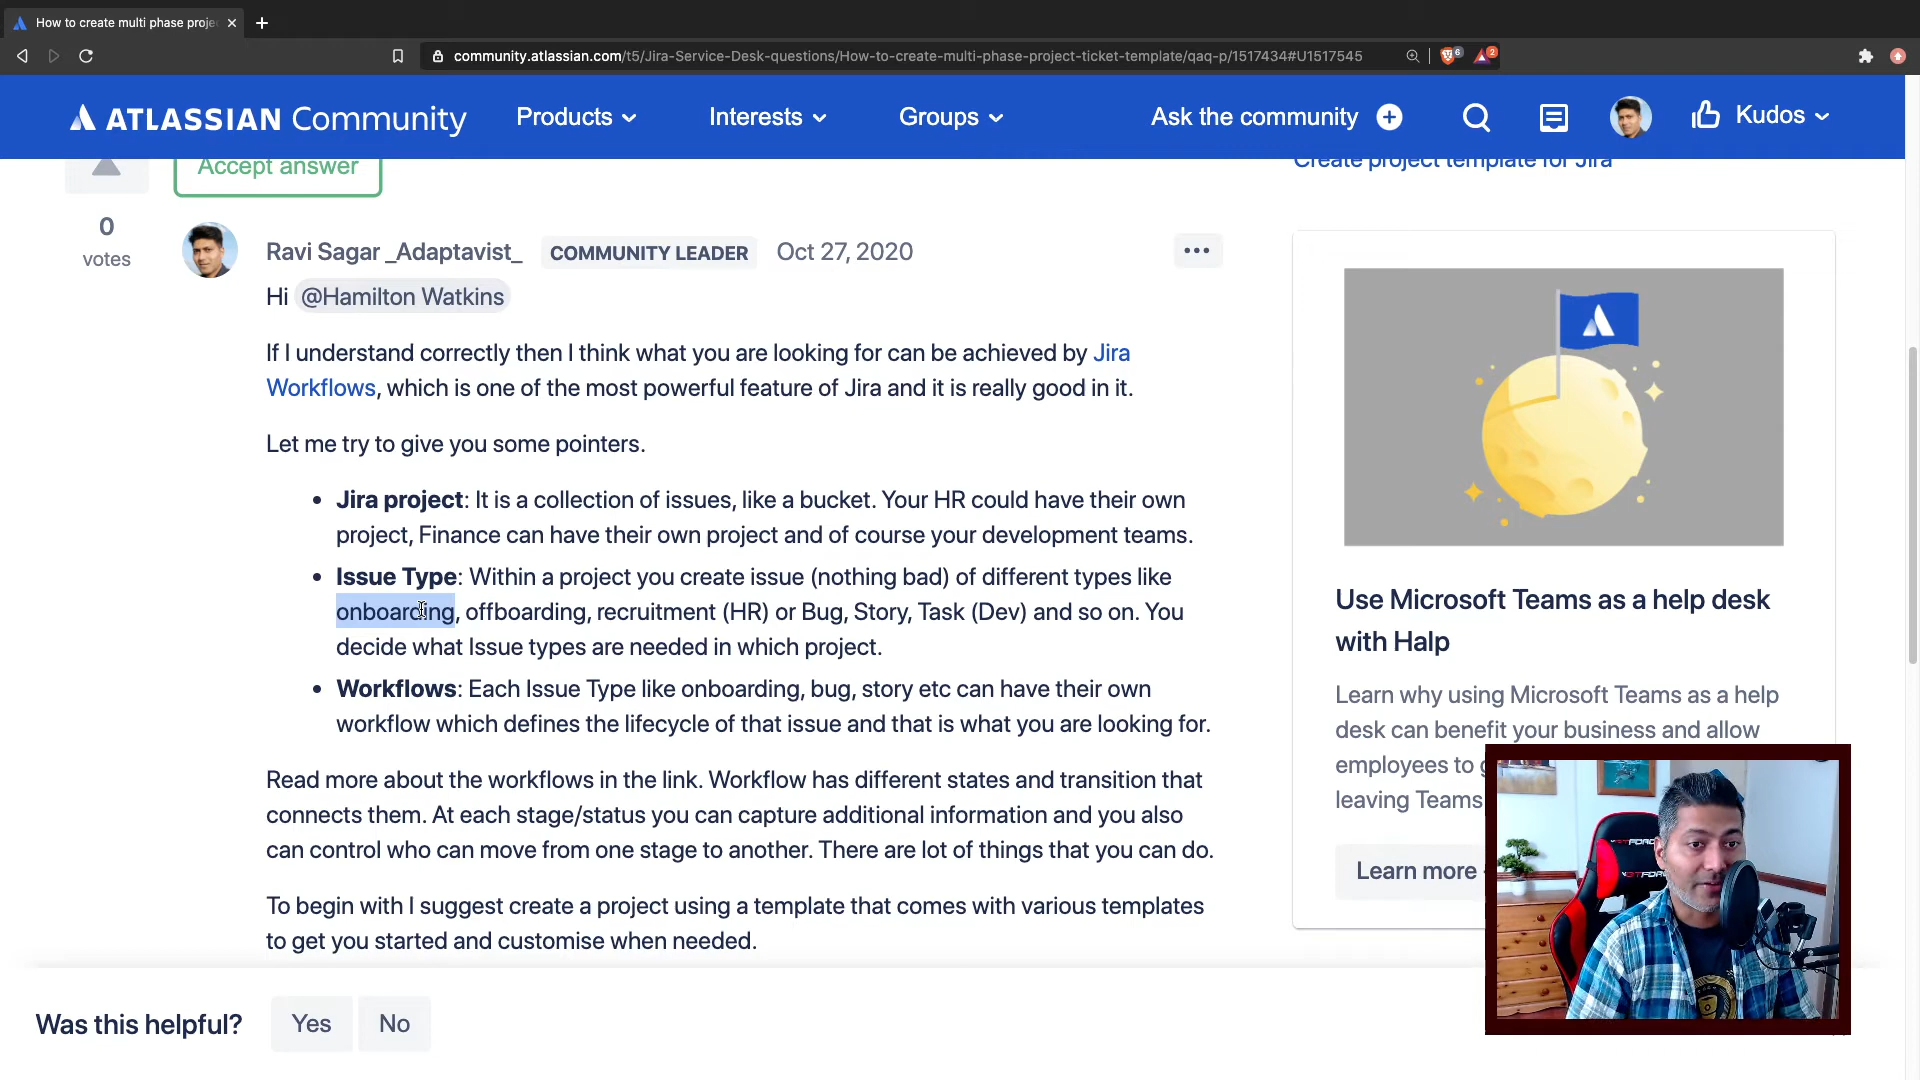 How to create multi phase proje
community.atlassian.com/t5/Jira-Service-Desk-questions/How-to-create-multi-phase-project-ticket-template/qaq-p/1517434#U1517545
6
2
ATLASSIAN Community
Products
Interests
Groups
Ask the community
Kudos
Accept answer
Create project template for Jira
0
votes
Ravi Sagar _Adaptavist_
COMMUNITY LEADER
Oct 27, 2020
Hi @Hamilton Watkins
If I understand correctly then I think what you are looking for can be achieved by Jira
Workflows, which is one of the most powerful feature of Jira and it is really good in it.
Let me try to give you some pointers.
• Jira project: It is a collection of issues, like a bucket. Your HR could have their own
project, Finance can have their own project and of course your development teams.
• Issue Type: Within a project you create issue (nothing bad) of different types like
onboarding, offboarding, recruitment (HR) or Bug, Story, Task (Dev) and so on. You
decide what Issue types are needed in which project.
• Workflows: Each Issue Type like onboarding, bug, story etc can have their own
workflow which defines the lifecycle of that issue and that is what you are looking for.
Read more about the workflows in the link. Workflow has different states and transition that
connects them. At each stage/status you can capture additional information and you also
can control who can move from one stage to another. There are lot of things that you can do.
To begin with I suggest create a project using a template that comes with various templates
to get you started and customise when needed.
Use Microsoft Teams as a help desk
with Halp
Learn why using Microsoft Teams as a help
desk can benefit your business and allow
employees to
leaving Teams
Learn more
Was this helpful?
Yes
No